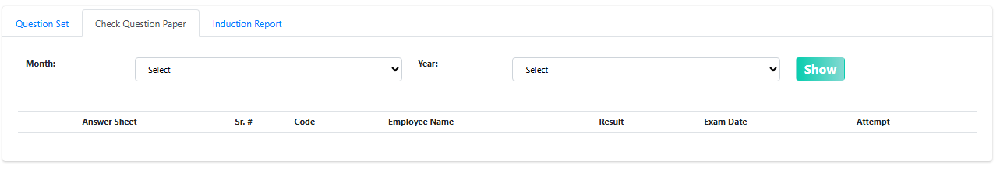 Question Set Check Question Paper Induction Report
Month: Select Year: Select Show
Answer Sheet Sr. # Code Employee Name Result Exam Date Attempt